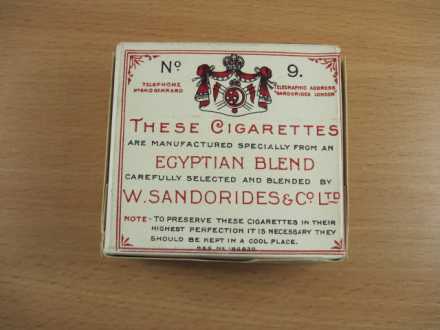 No 9.
TELEPHONE TELEGRAPHIC ADDRESS
GERRARD "SANDORIDES LONDON"
THESE CIGARETTES
ARE MANUFACTURED SPECIALLY FROM AN
EGYPTIAN BLEND
CAREFULLY SELECTED AND BLENDED BY
W. SANDORIDES & CO LTD
NOTE - TO PRESERVE THESE CIGARETTES IN THEIR
HIGHEST PERFECTION IT IS NECESSARY THEY
SHOULD BE KEPT IN A COOL PLACE.